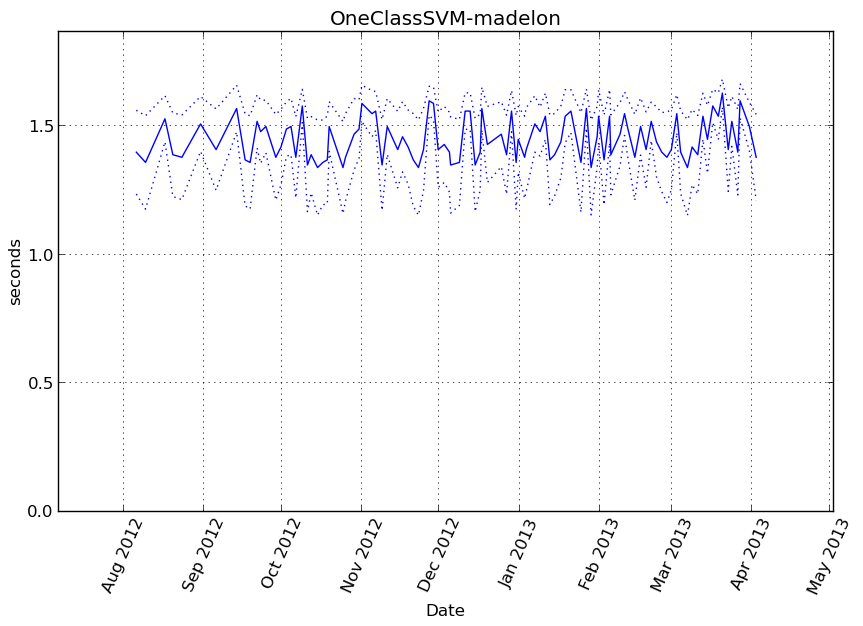 OneClassSVM-madelon
1.5
1.0
0.5
0.0
seconds
Aug 2012
Sep 2012
Oct 2012
Nov 2012
Dec 2012
Jan 2013
Feb 2013
Mar 2013
Apr 2013
May 2013
Date